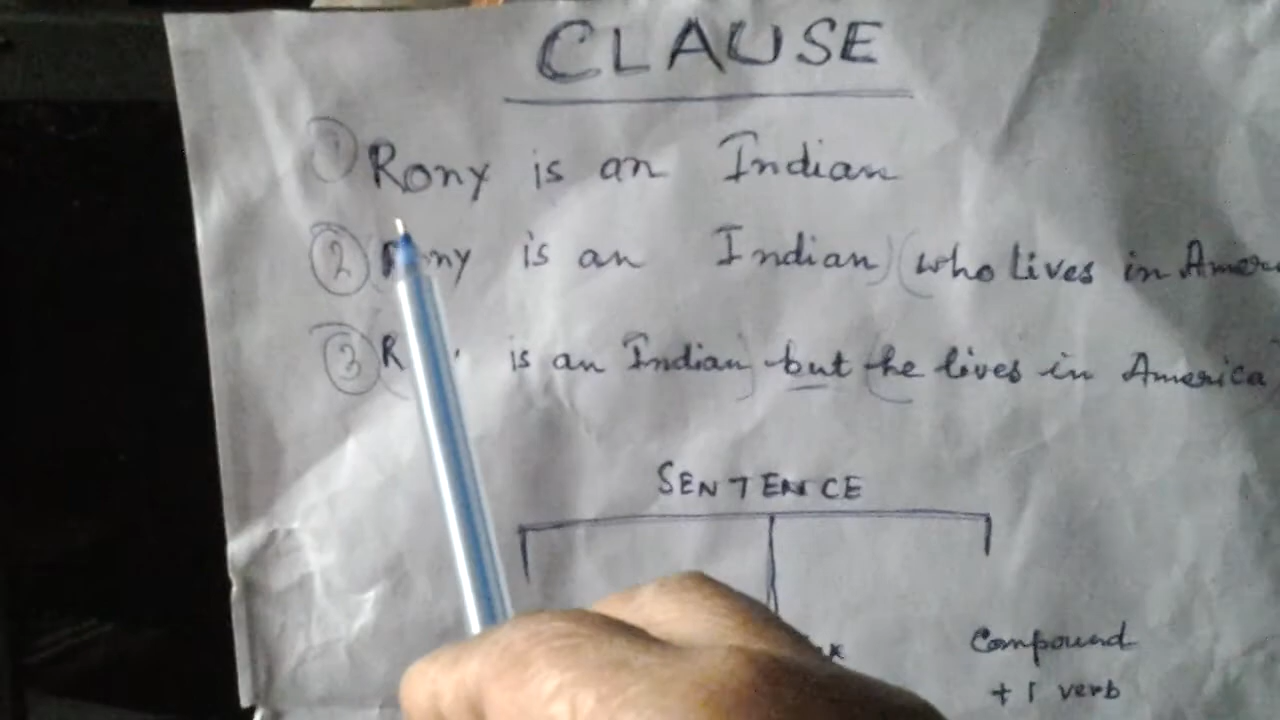 CLAUSE
① Rony is an Indian
② ( is an Indian) (who lives in
③ ( is an Indian) but (he lives in America)
SENTENCE
Compound
+1 verb